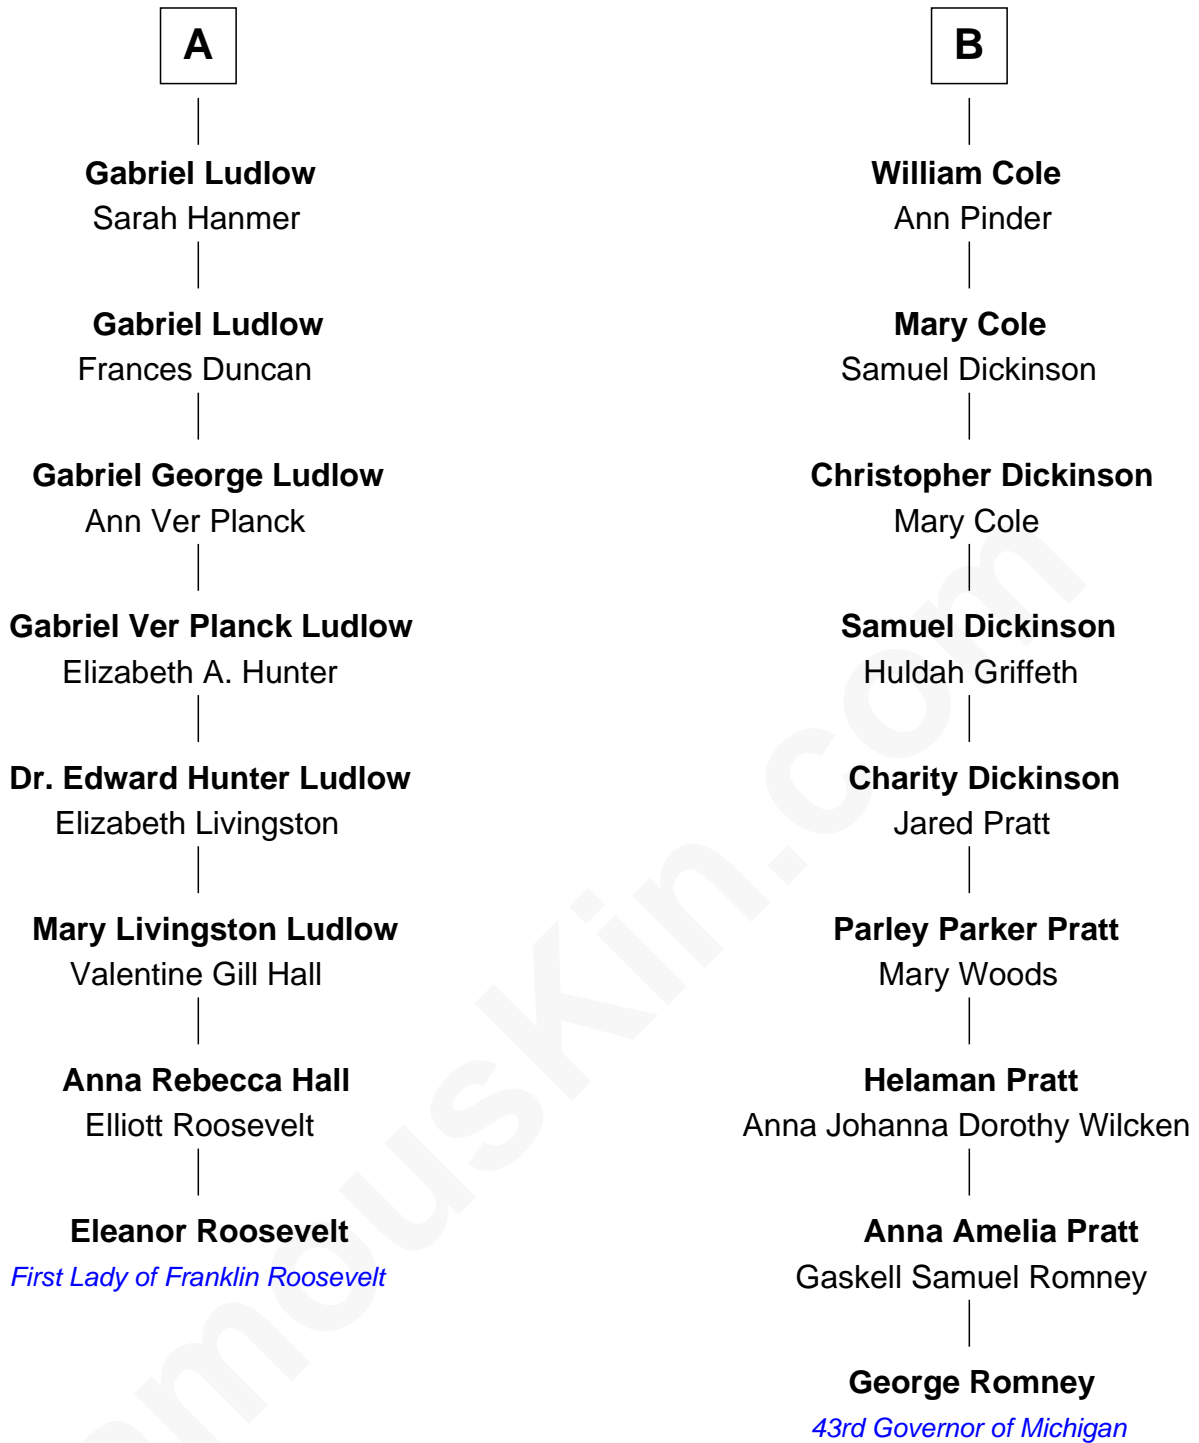 A
Gabriel Ludlow
Sarah Hanmer
Gabriel Ludlow
Frances Duncan
Gabriel George Ludlow
Ann Ver Planck
Gabriel Ver Planck Ludlow
Elizabeth A. Hunter
Dr. Edward Hunter Ludlow
Elizabeth Livingston
Mary Livingston Ludlow
Valentine Gill Hall
Anna Rebecca Hall
Elliott Roosevelt
Eleanor Roosevelt
First Lady of Franklin Roosevelt
B
William Cole
Ann Pinder
Mary Cole
Samuel Dickinson
Christopher Dickinson
Mary Cole
Samuel Dickinson
Huldah Griffeth
Charity Dickinson
Jared Pratt
Parley Parker Pratt
Mary Woods
Helaman Pratt
Anna Johanna Dorothy Wilcken
Anna Amelia Pratt
Gaskell Samuel Romney
George Romney
43rd Governor of Michigan
amouskin.com